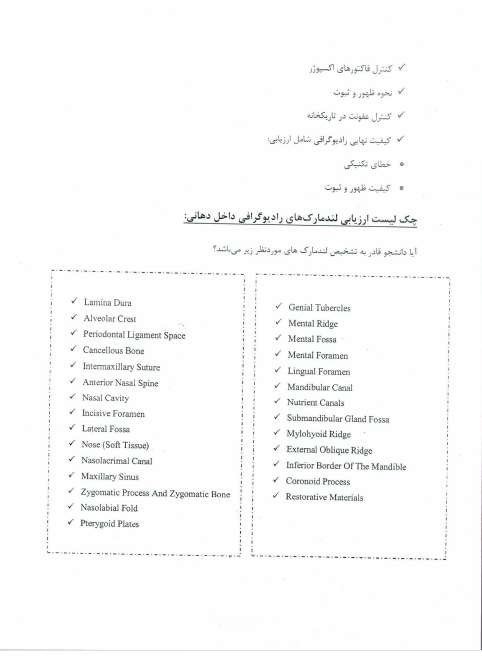 ✓ کنترل فاکتورهای اکسپوژر
✓ نحوه ظهور و ثبوت
✓ کنترل عفونت در تاریکخانه
✓ کیفیت نهایی رادیوگرافی شامل ارزیابی:
• خطای تکنیکی
• کیفیت ظهور و ثبوت
چک لیست ارزیابی لندمارک‌های رادیوگرافی داخل دهانی:
آیا دانشجو قادر به تشخیص لندمارک های موردنظر زیر می‌باشد؟
✓ Lamina Dura
✓ Alveolar Crest
✓ Periodontal Ligament Space
✓ Cancellous Bone
✓ Intermaxillary Suture
✓ Anterior Nasal Spine
✓ Nasal Cavity
✓ Incisive Foramen
✓ Lateral Fossa
✓ Nose (Soft Tissue)
✓ Nasolacrimal Canal
✓ Maxillary Sinus
✓ Zygomatic Process And Zygomatic Bone
✓ Nasolabial Fold
✓ Pterygoid Plates
✓ Genial Tubercles
✓ Mental Ridge
✓ Mental Fossa
✓ Mental Foramen
✓ Lingual Foramen
✓ Mandibular Canal
✓ Nutrient Canals
✓ Submandibular Gland Fossa
✓ Mylohyoid Ridge
✓ External Oblique Ridge
✓ Inferior Border Of The Mandible
✓ Coronoid Process
✓ Restorative Materials